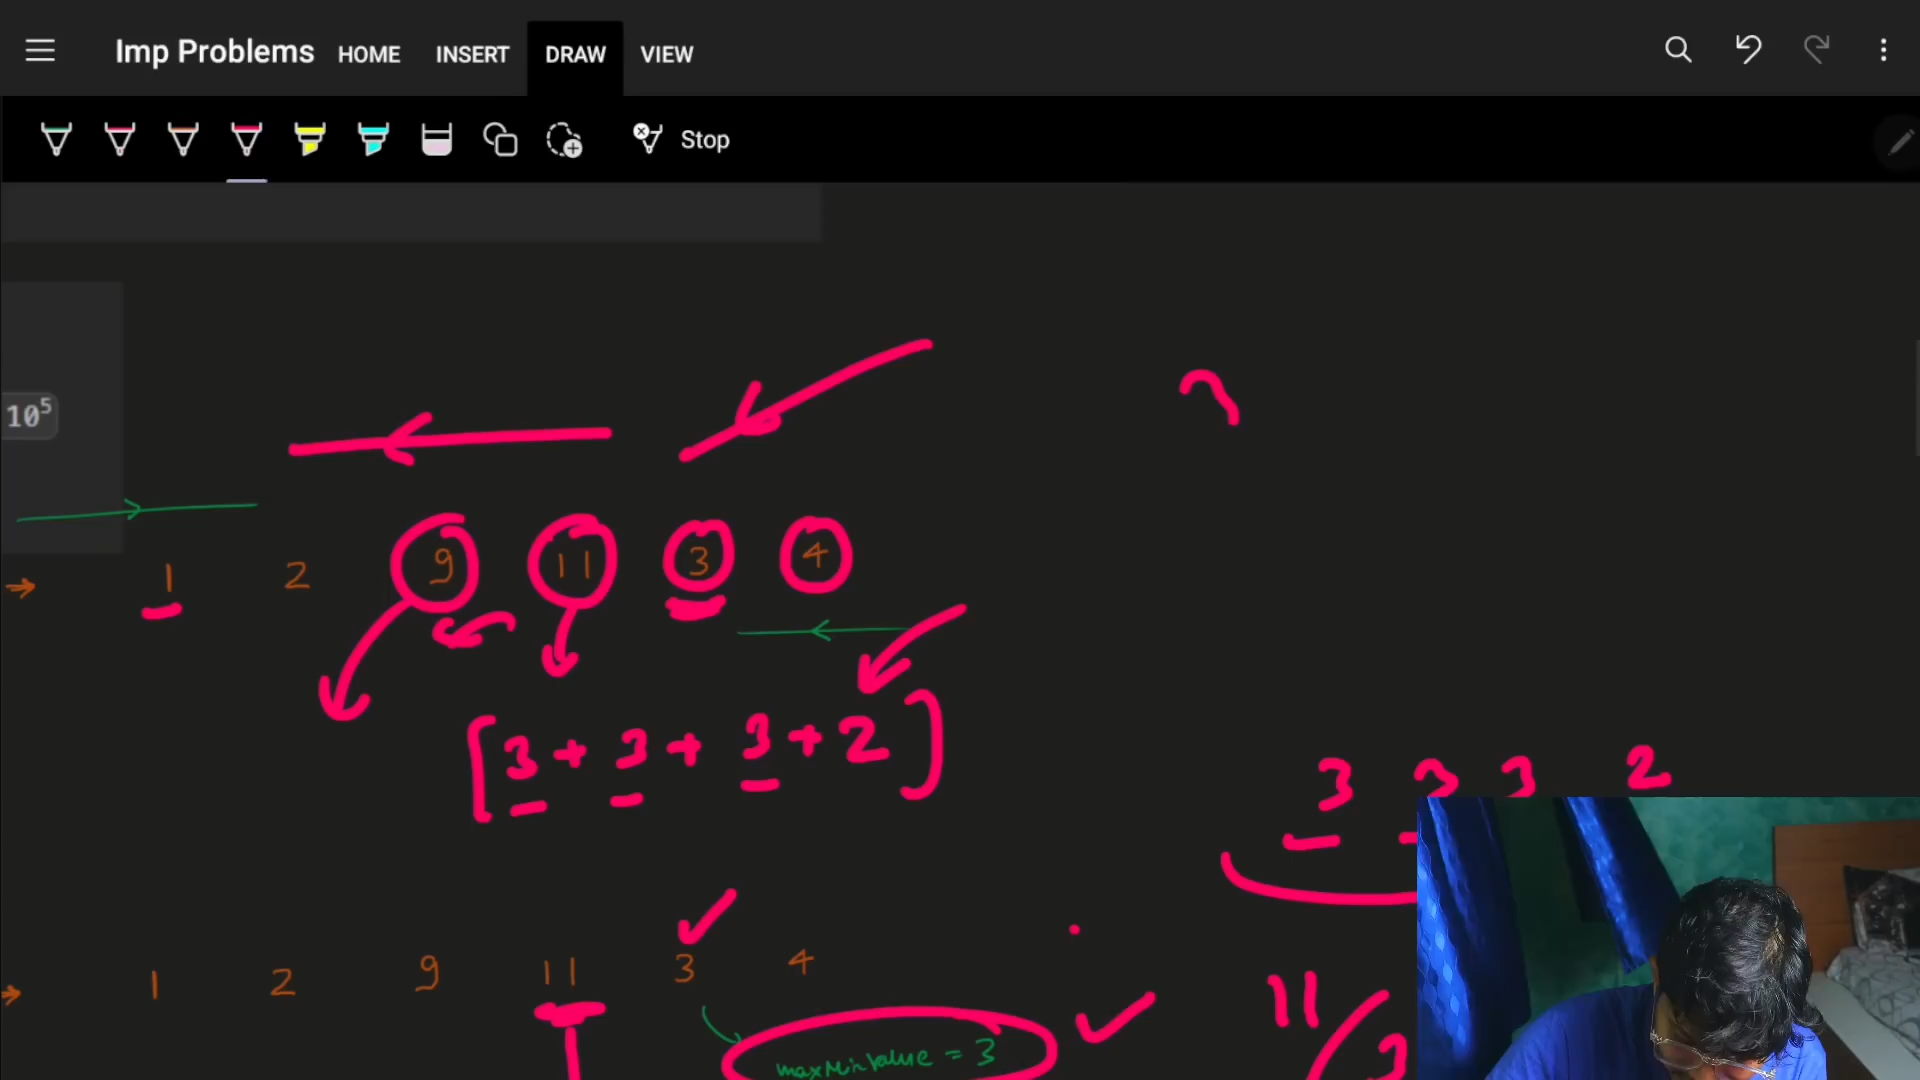 Imp Problems HOME INSERT DRAW VIEW
Stop
10⁵
→ 1 2 9 11 3 4
[3 + 3 + 3 + 2]
3 3 3 2
→ 1 2 9 11 3 4
11/3
maxMinValue = 3